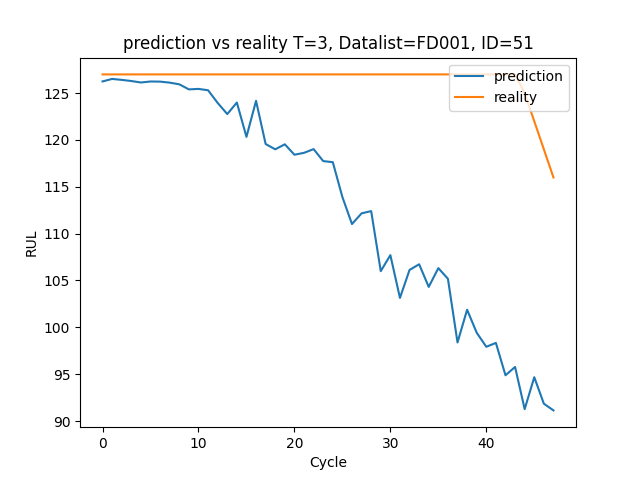 prediction vs reality T=3, Datalist=FD001, ID=51
prediction
reality
125
120
115
110
105
100
95
90
RUL
0
10
20
30
40
Cycle